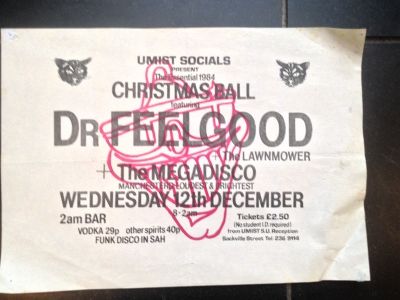 UMIST SOCIALS
PRESENT
The Essential 1984
CHRISTMAS BALL
featuring
DR FEELGOOD
+ The LAWNMOWER
+ The MEGADISCO
MANCHESTERS LOUDEST & BRIGHTEST
WEDNESDAY 12th DECEMBER
8-2am
2am BAR
VODKA 29p other spirits 40p
FUNK DISCO IN SAH
Tickets £2.50
(No student I.D. required)
from UMIST S.U. Reception
Sackville Street Tel: 236 9114